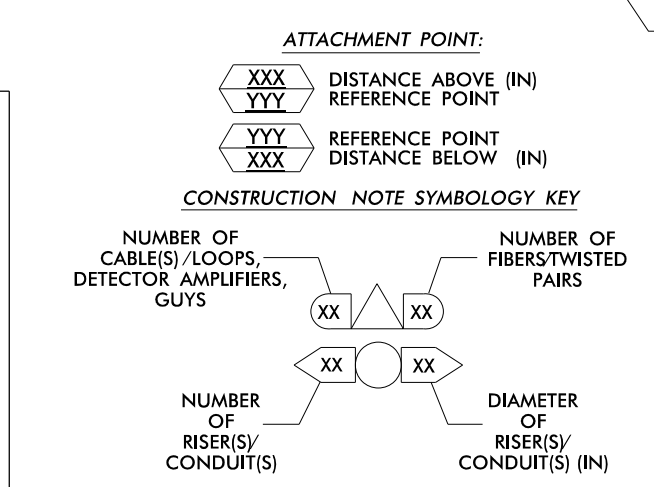 ATTACHMENT POINT:
XXX DISTANCE ABOVE (IN)
YYY REFERENCE POINT
YYY REFERENCE POINT
XXX DISTANCE BELOW (IN)
CONSTRUCTION NOTE SYMBOLOGY KEY
NUMBER OF
CABLE(S)/LOOPS,
DETECTOR AMPLIFIERS,
GUYS
NUMBER OF
FIBERS/TWISTED
PAIRS
XX XX
XX XX
NUMBER
OF
RISER(S)/
CONDUIT(S)
DIAMETER
OF
RISER(S)/
CONDUIT(S) (IN)